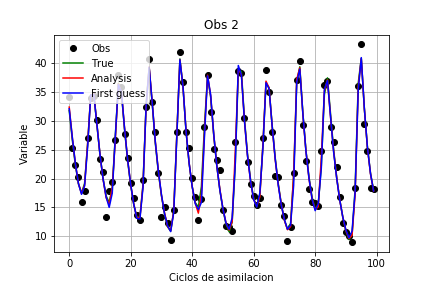 Obs 2
Obs
True
Analysis
First guess
Variable
40
35
30
25
20
15
10
0
20
40
60
80
100
Ciclos de asimilacion